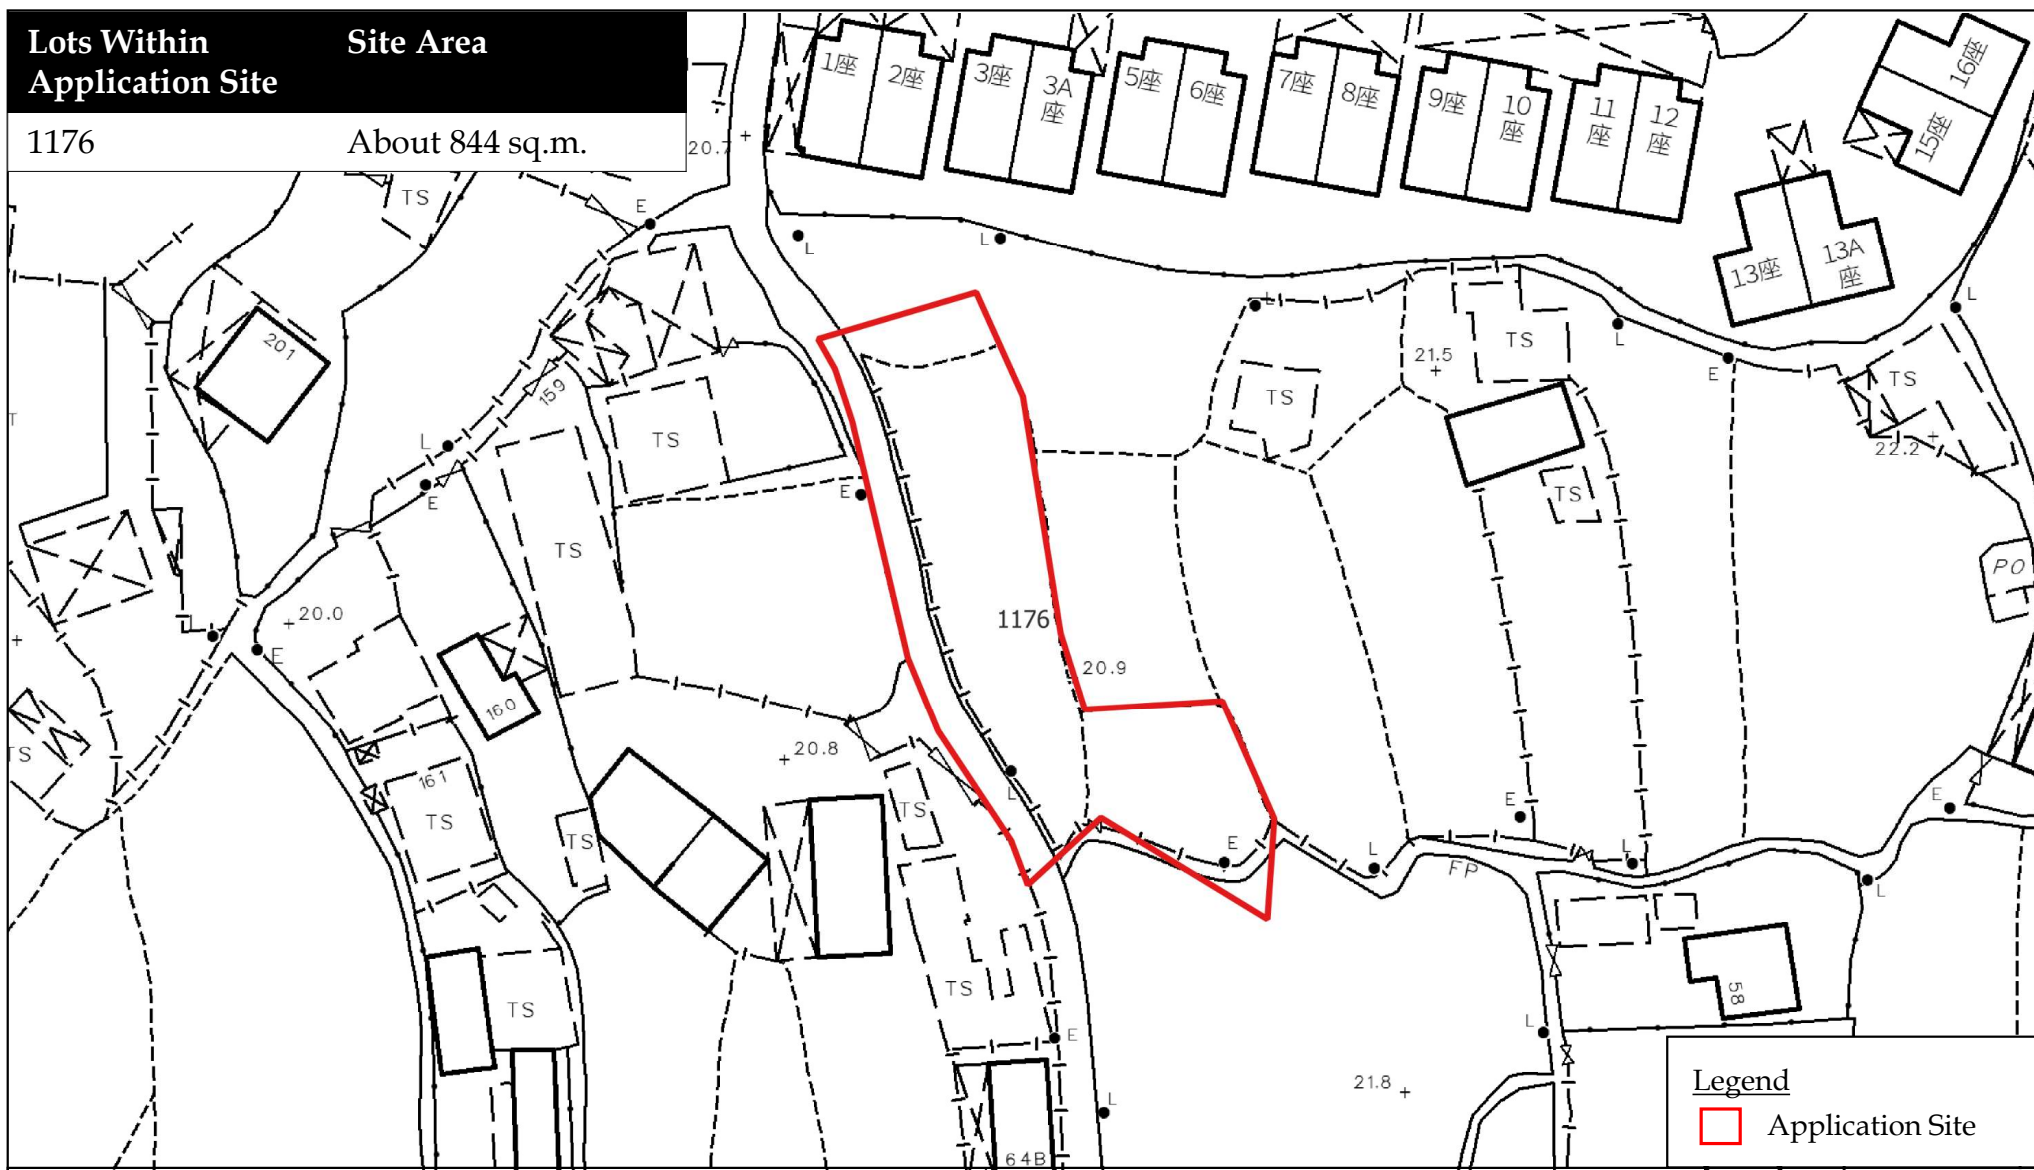 Lots Within Site Area
Application Site
1176 About 844 sq.m.
1座
2座
3座
3A
座
5座
6座
7座
8座
9座
10
座
11
座
12
座
16座
15座
13座
13A
座
20.7
TS
E
L
L
L
L
L
E
201
159
TS
TS
21.5
TS
TS
22.2
L
E
TS
E
TS
TS
PO
20.0
E
1176
20.9
160
TS
20.8
161
TS
TS
TS
L
E
L
E
L
E
FP
L
TS
TS
58
L
E
21.8
L
64B
Legend
Application Site